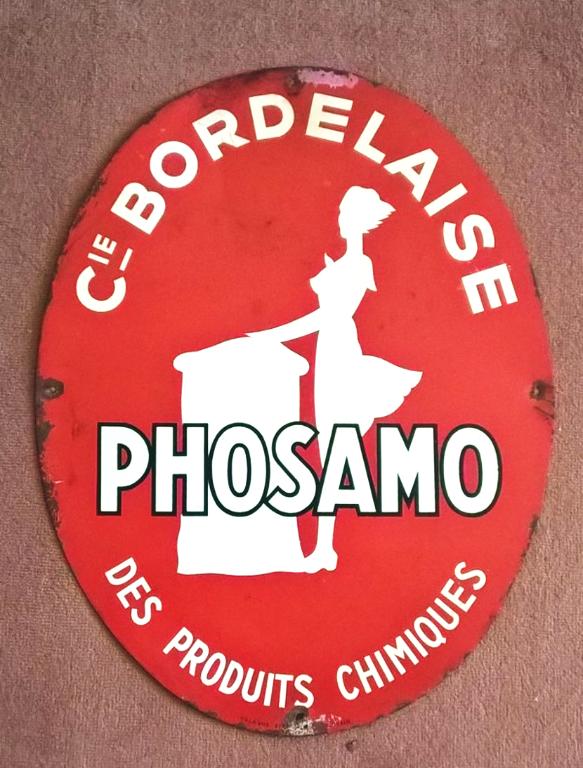 Cie BORDELAISE
PHOSAMO
DES PRODUITS CHIMIQUES